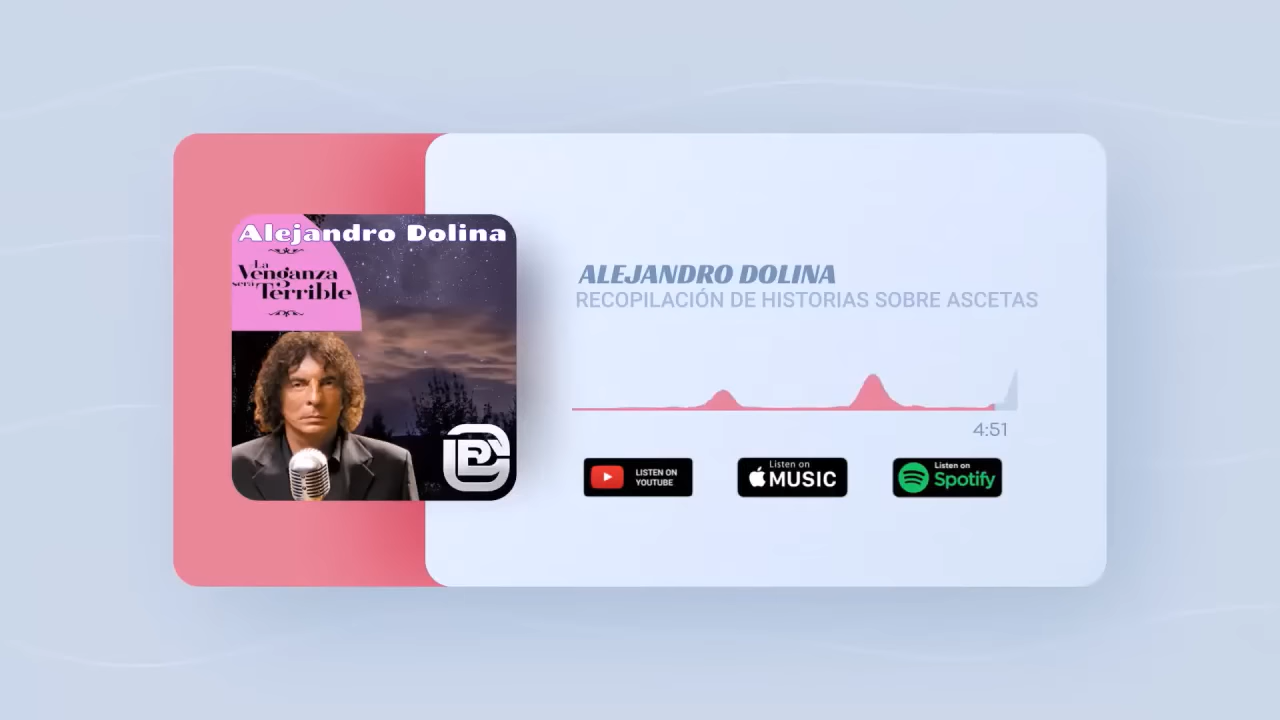 Alejandro Dolina
La
Venganza
será
Terrible
ALEJANDRO DOLINA
RECOPILACIÓN DE HISTORIAS SOBRE ASCETAS
4:51
LISTEN ON
YOUTUBE
Listen on
MUSIC
Listen on
Spotify